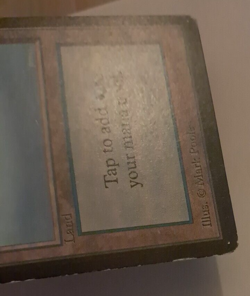 Land
Tap to add
your mana
Illus. © Mark Poole